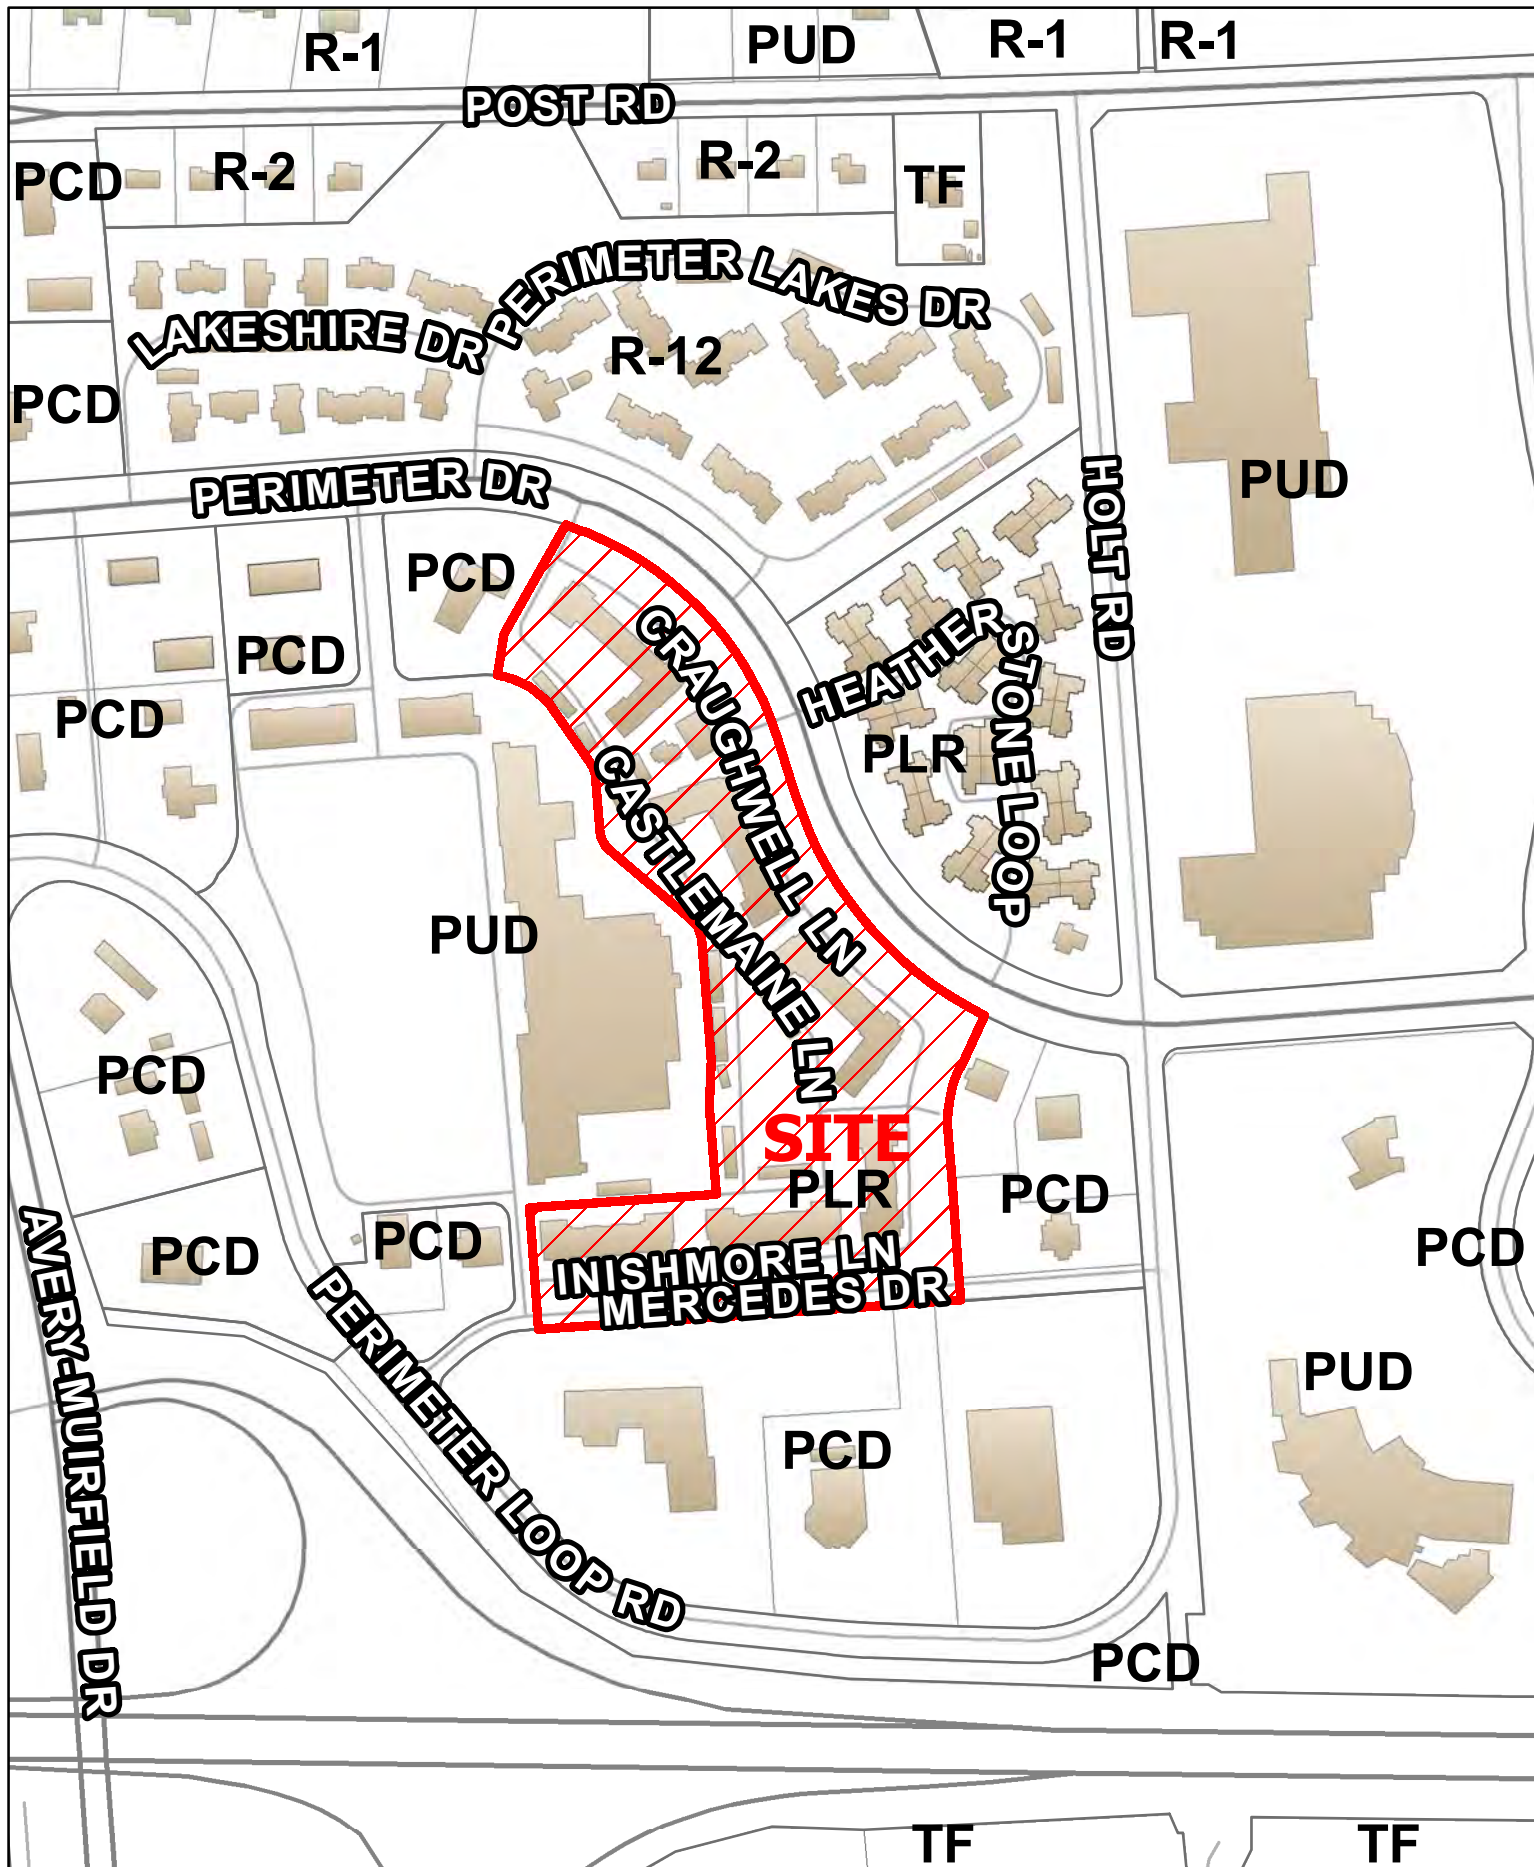 R-1
PUD
R-1
R-1
POST RD
PCD
R-2
R-2
TF
PERIMETER LAKES DR
LAKESHIRE DR
R-12
PCD
PERIMETER DR
PUD
HOLT RD
PCD
PCD
CRAUGHWELL LN
HEATHER STONE LOOP
PCD
PLR
CASTLEMAINE LN
PUD
PCD
SITE
PLR
PCD
PCD
PCD
PCD
INISHMORE LN
MERCEDES DR
AVERY-MUIRFIELD DR
PERIMETER LOOP RD
PUD
PCD
PCD
TF
TF